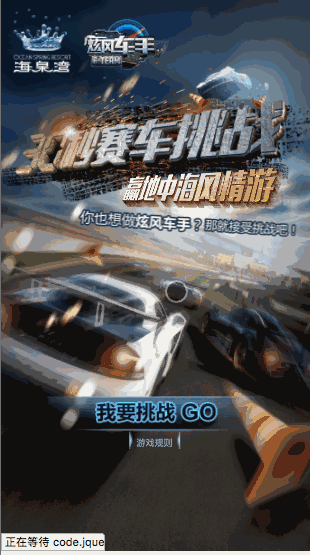 OCEAN SPRING RESORT
海泉湾
炫风车手
E-TEAM
赛车挑战
赢地中海风情游
你也想做炫风车手？那就接受挑战吧！
我要挑战 GO
游戏规则
正在等待 code.jque